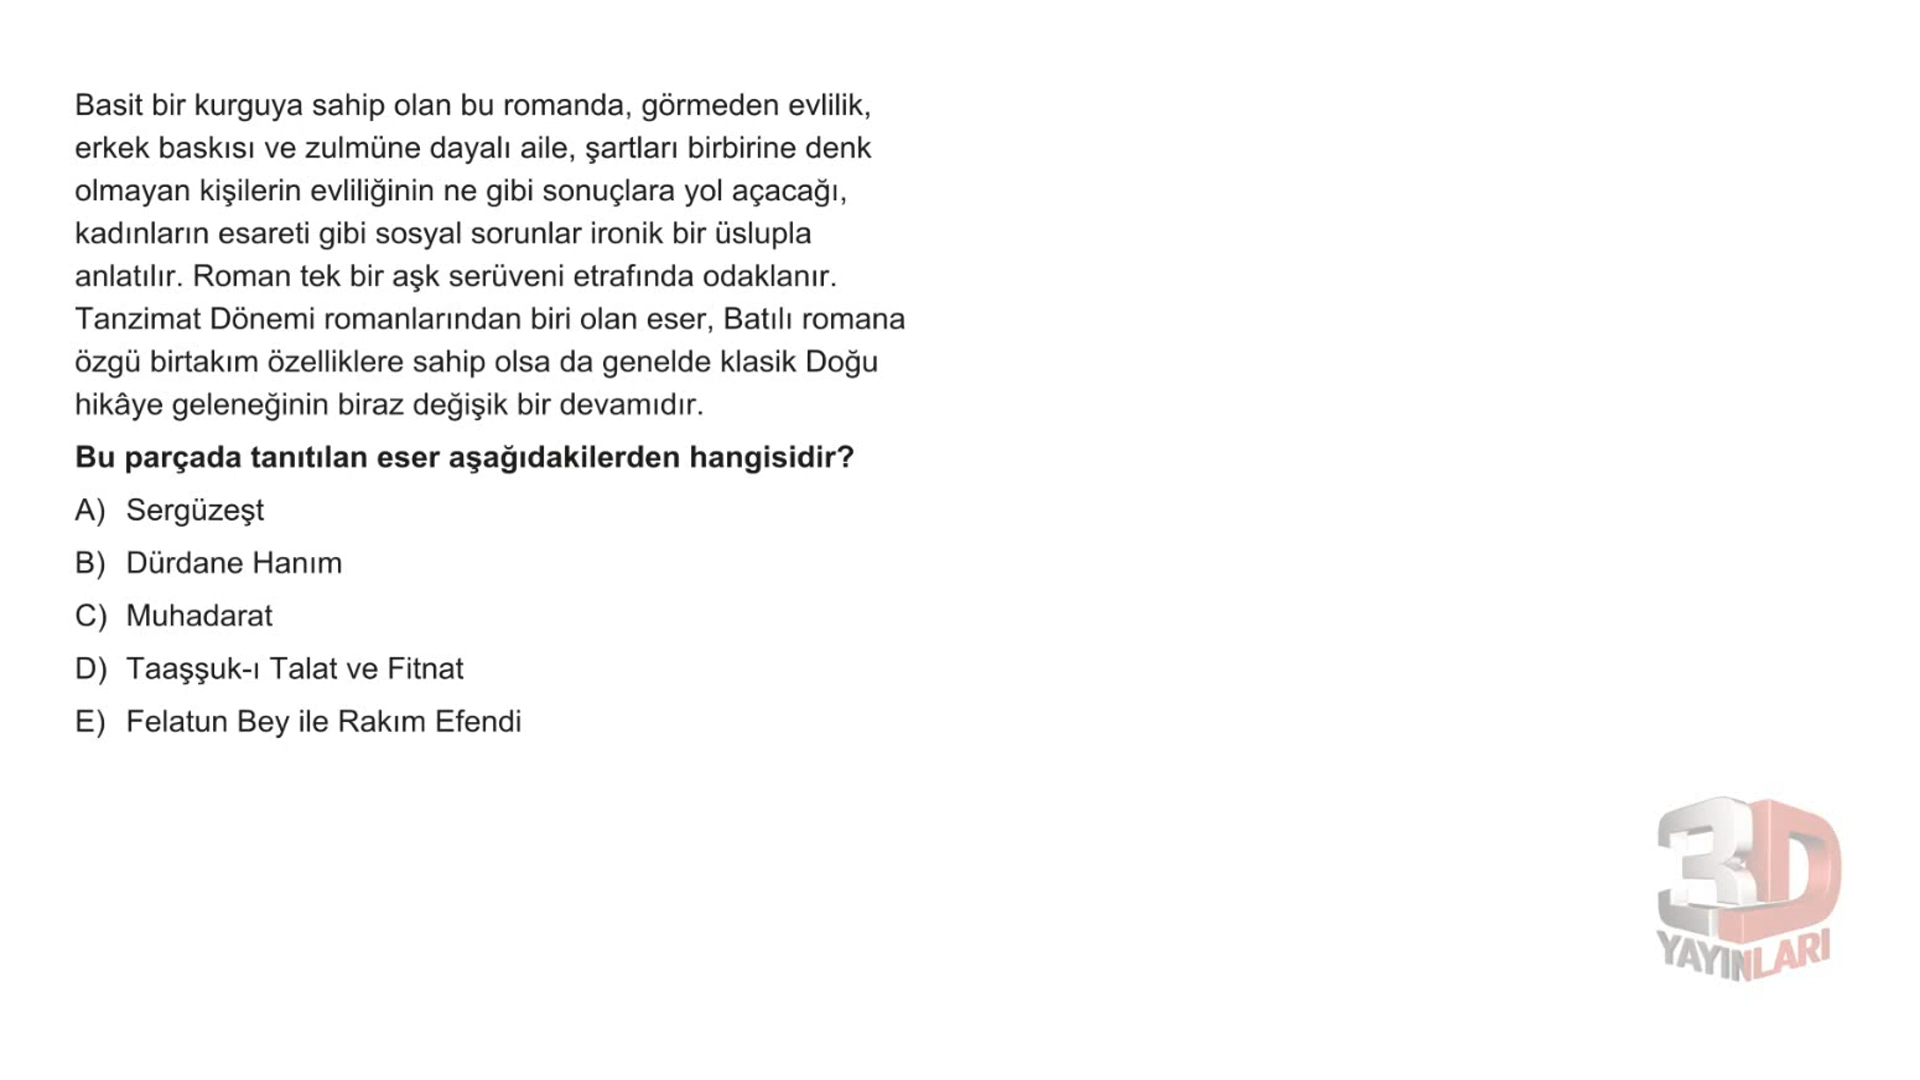 Basit bir kurguya sahip olan bu romanda, görmeden evlilik,
erkek baskısı ve zulmüne dayalı aile, şartları birbirine denk
olmayan kişilerin evliliğinin ne gibi sonuçlara yol açacağı,
kadınların esareti gibi sosyal sorunlar ironik bir üslupla
anlatılır. Roman tek bir aşk serüveni etrafında odaklanır.
Tanzimat Dönemi romanlarından biri olan eser, Batılı romana
özgü birtakım özelliklere sahip olsa da genelde klasik Doğu
hikâye geleneğinin biraz değişik bir devamıdır.
Bu parçada tanıtılan eser aşağıdakilerden hangisidir?
A) Sergüzeşt
B) Dürdane Hanım
C) Muhadarat
D) Taaşşuk-ı Talat ve Fitnat
E) Felatun Bey ile Rakım Efendi
3D
YAYINLARI